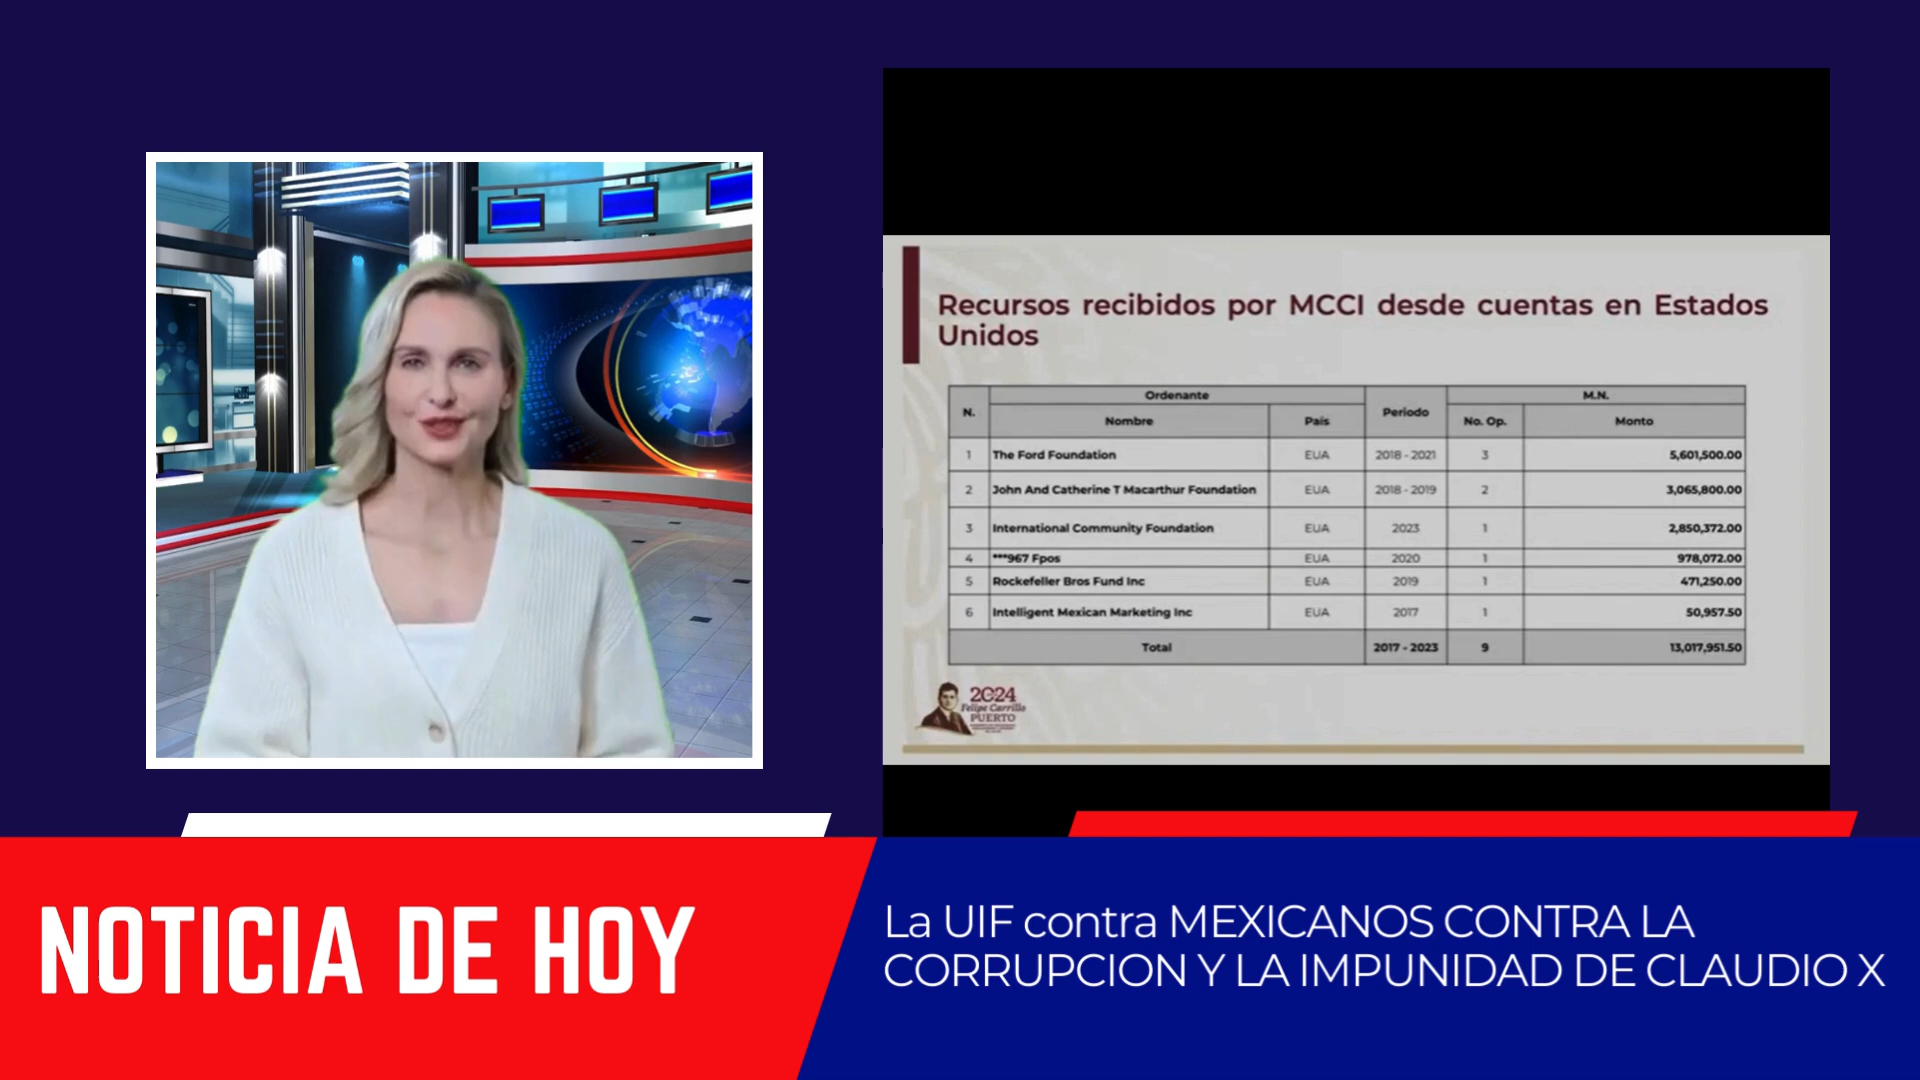 Recursos recibidos por MCCI desde cuentas en Estados
Unidos
N. Ordenante Periodo M.N.
Nombre País No. Op. Monto
1 The Ford Foundation EUA 2018 - 2021 3 5,601,500.00
2 John And Catherine T Macarthur Foundation EUA 2018 - 2019 2 3,065,800.00
3 International Community Foundation EUA 2023 1 2,850,372.00
4 ***967 Fpos EUA 2020 1 978,072.00
5 Rockefeller Bros Fund Inc EUA 2019 1 471,250.00
6 Intelligent Mexican Marketing Inc EUA 2017 1 50,957.50
Total 2017 - 2023 9 13,017,951.50
2024
Felipe Carrillo
PUERTO
NOTICIA DE HOY
La UIF contra MEXICANOS CONTRA LA
CORRUPCION Y LA IMPUNIDAD DE CLAUDIO X